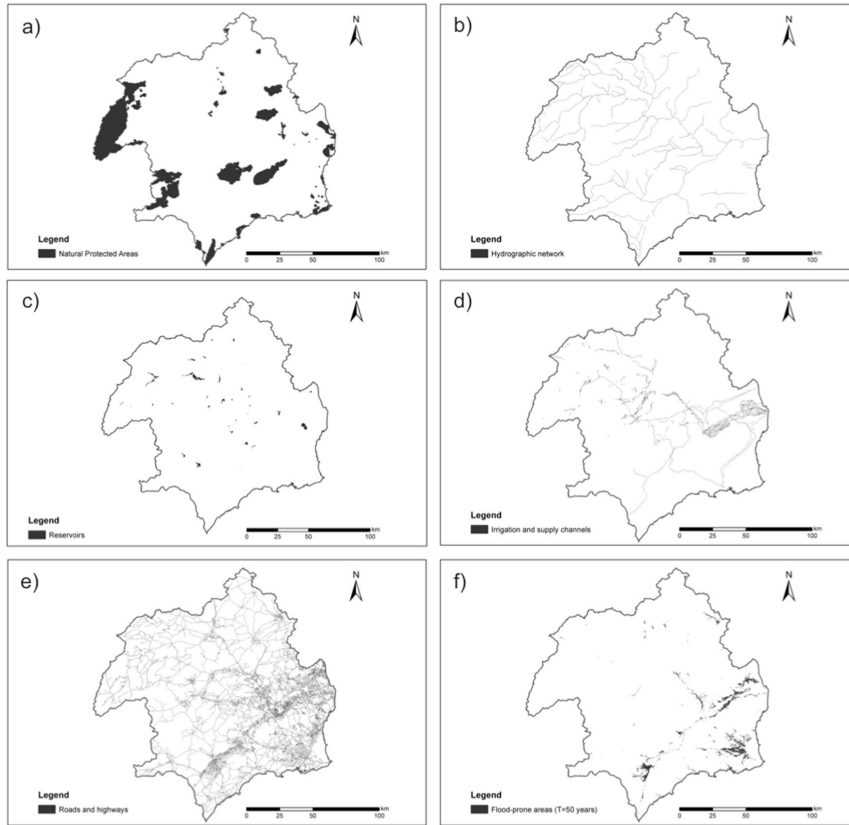 a)
N
Legend
Natural Protected Areas
km
0 25 50 100
b)
N
Legend
Hydrographic network
km
0 25 50 100
c)
N
Legend
Reservoirs
km
0 25 50 100
d)
N
Legend
Irrigation and supply channels
km
0 25 50 100
e)
N
Legend
Roads and highways
km
0 25 50 100
f)
N
Legend
Flood-prone areas (T=50 years)
km
0 25 50 100